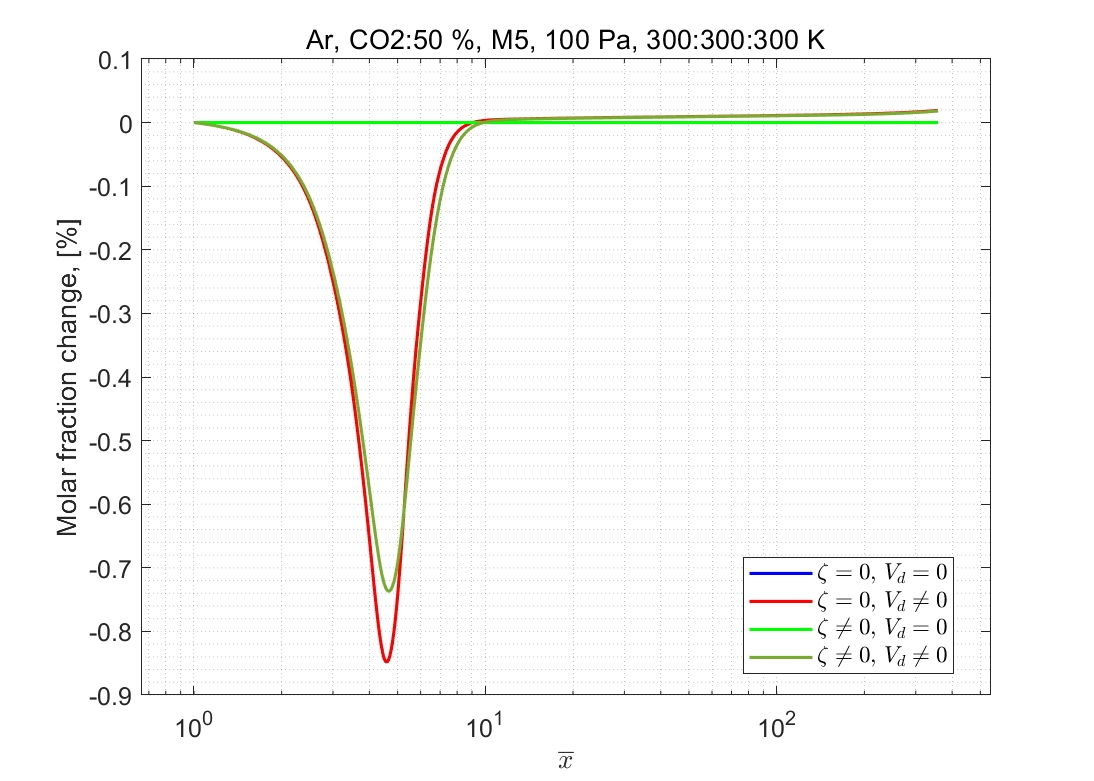 Ar, CO2:50 %, M5, 100 Pa, 300:300:300 K
0.1
0
-0.1
-0.2
-0.3
-0.4
-0.5
-0.6
-0.7
-0.8
-0.9
Molar fraction change, [%]
ζ = 0, V_d = 0
ζ = 0, V_d ≠ 0
ζ ≠ 0, V_d = 0
ζ ≠ 0, V_d ≠ 0
10⁰ 10¹ 10²
x̅